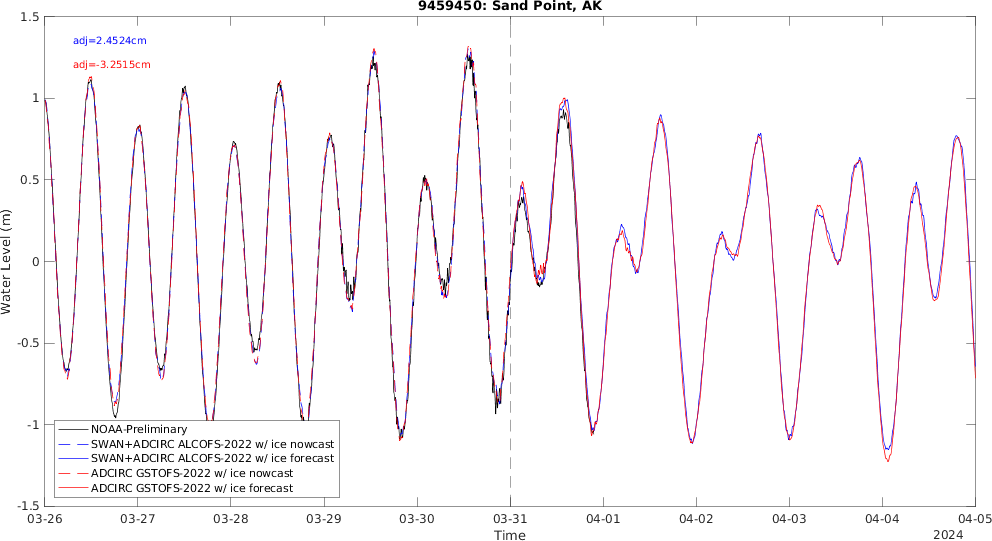 9459450: Sand Point, AK
adj=2.4524cm
adj=-3.2515cm
1.5
1
0.5
0
-0.5
-1
-1.5
Water Level (m)
NOAA-Preliminary
SWAN+ADCIRC ALCOFS-2022 w/ ice nowcast
SWAN+ADCIRC ALCOFS-2022 w/ ice forecast
ADCIRC GSTOFS-2022 w/ ice nowcast
ADCIRC GSTOFS-2022 w/ ice forecast
03-26 03-27 03-28 03-29 03-30 03-31 04-01 04-02 04-03 04-04 04-05
Time
2024